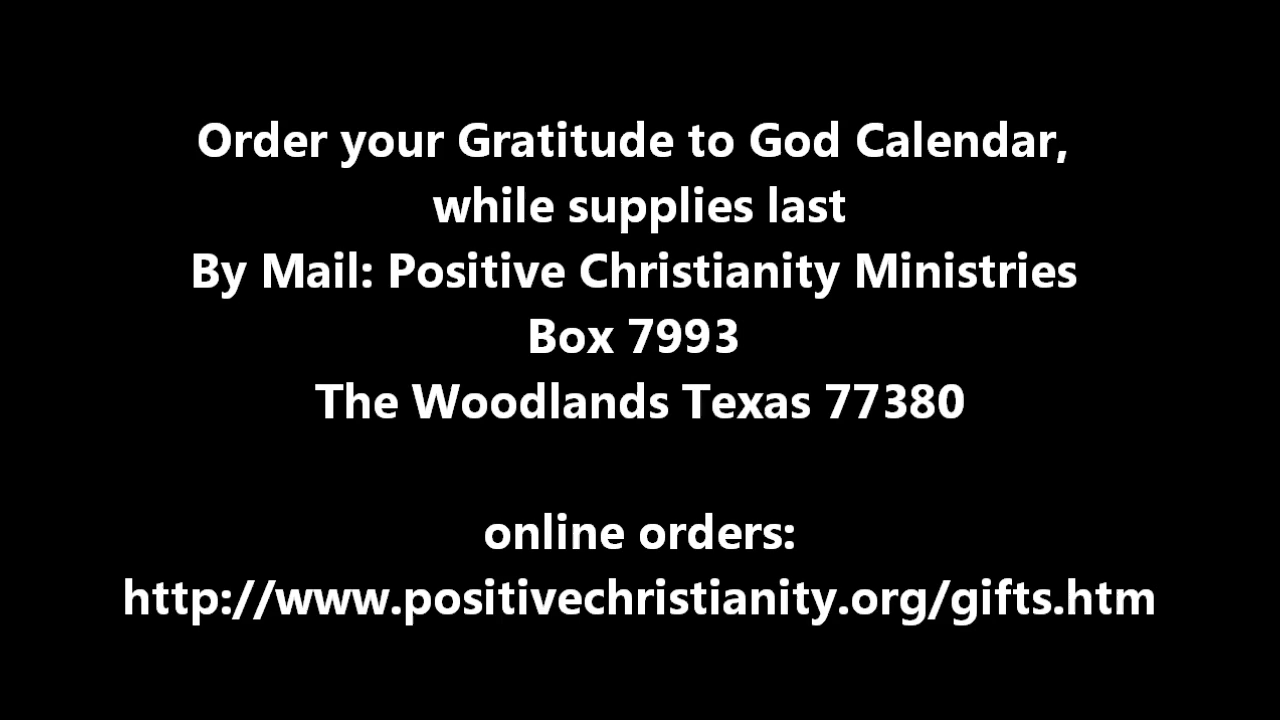 Order your Gratitude to God Calendar,
while supplies last
By Mail: Positive Christianity Ministries
Box 7993
The Woodlands Texas 77380
online orders:
http://www.positivechristianity.org/gifts.htm